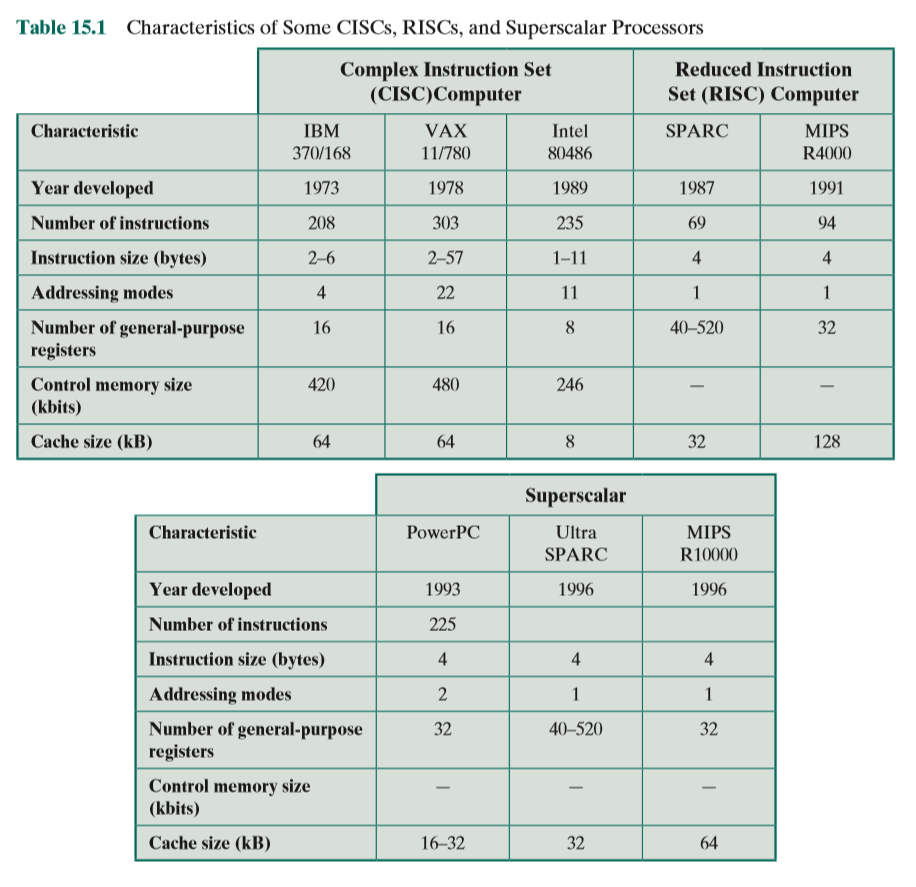 Table 15.1 Characteristics of Some CISCs, RISCs, and Superscalar Processors
Complex Instruction Set Reduced Instruction
(CISC)Computer Set (RISC) Computer
Characteristic IBM VAX Intel SPARC MIPS
370/168 11/780 80486 R4000
Year developed 1973 1978 1989 1987 1991
Number of instructions 208 303 235 69 94
Instruction size (bytes) 2–6 2–57 1–11 4 4
Addressing modes 4 22 11 1 1
Number of general-purpose 16 16 8 40–520 32
registers
Control memory size 420 480 246 — —
(kbits)
Cache size (kB) 64 64 8 32 128
Superscalar
Characteristic PowerPC Ultra MIPS
SPARC R10000
Year developed 1993 1996 1996
Number of instructions 225
Instruction size (bytes) 4 4 4
Addressing modes 2 1 1
Number of general-purpose 32 40–520 32
registers
Control memory size — — —
(kbits)
Cache size (kB) 16–32 32 64